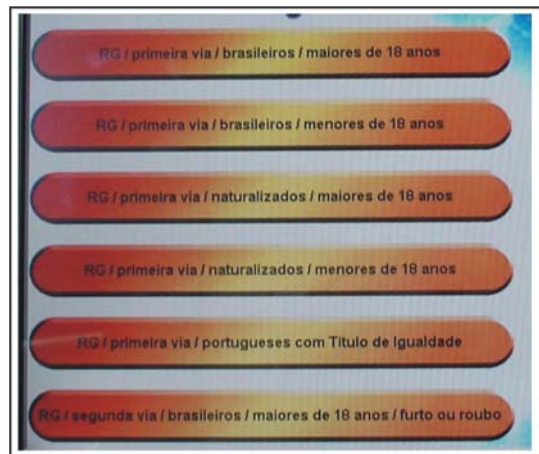 RG / primeira via / brasileiros / maiores de 18 anos
RG / primeira via / brasileiros / menores de 18 anos
RG / primeira via / naturalizados / maiores de 18 anos
RG / primeira via / naturalizados / menores de 18 anos
RG / primeira via / portugueses com Título de Igualdade
RG / segunda via / brasileiros / maiores de 18 anos / furto ou roubo